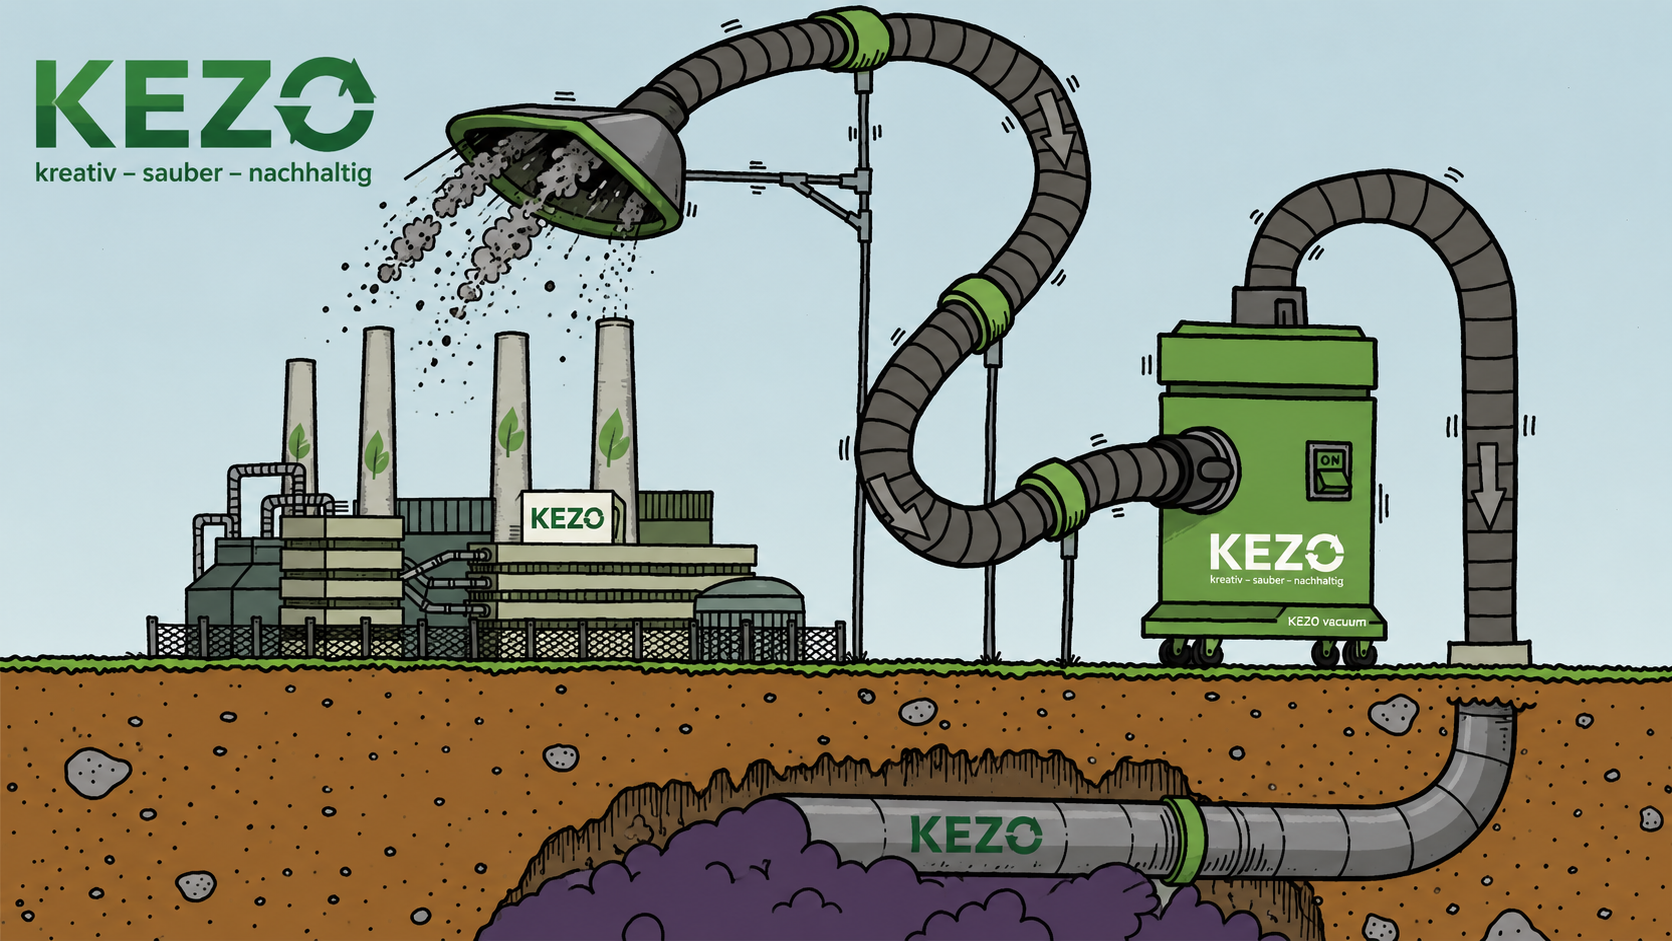 KEZO
kreativ – sauber – nachhaltig
KEZO
ON
KEZO
kreativ – sauber – nachhaltig
KEZO vacuum
KEZO